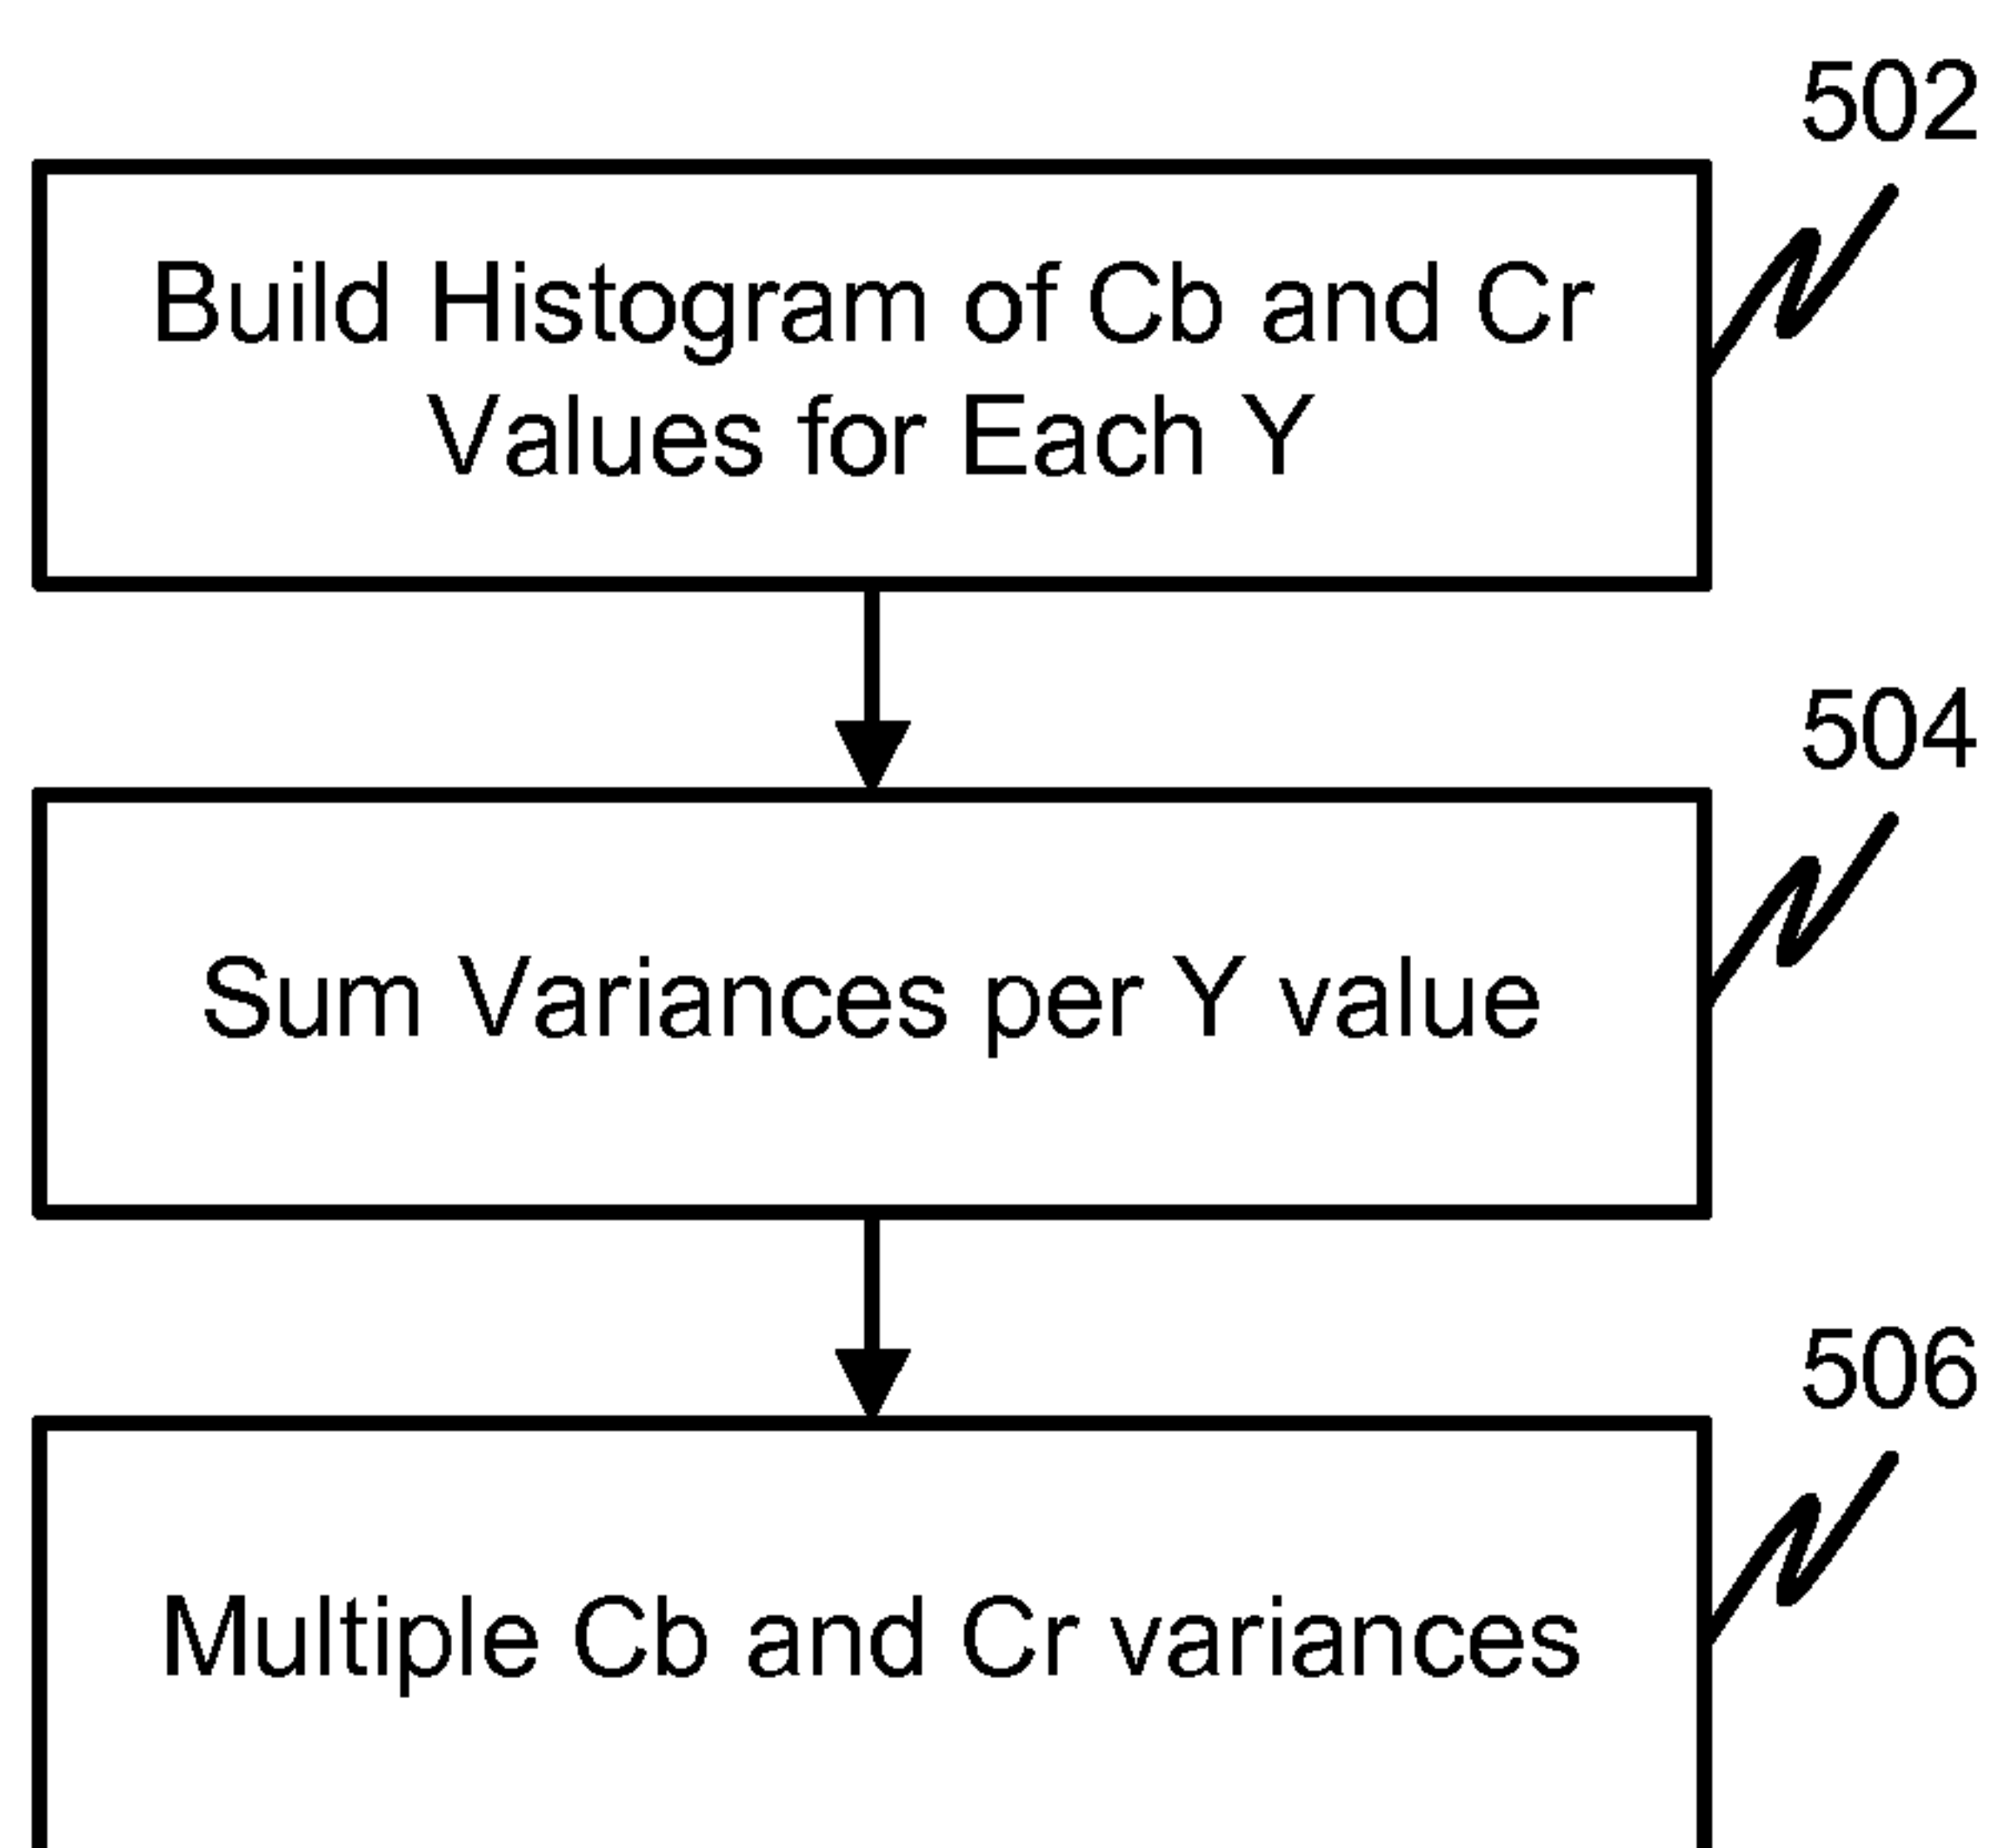 502
Build Histogram of Cb and Cr
Values for Each Y
504
Sum Variances per Y value
506
Multiple Cb and Cr variances